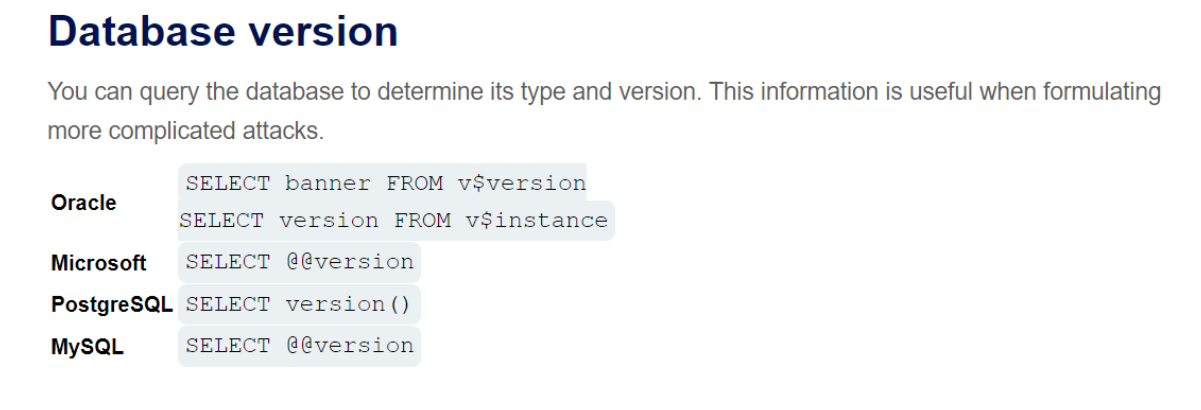 Database version
You can query the database to determine its type and version. This information is useful when formulating
more complicated attacks.
Oracle
SELECT banner FROM v$version
SELECT version FROM v$instance
Microsoft SELECT @@version
PostgreSQL SELECT version()
MySQL SELECT @@version